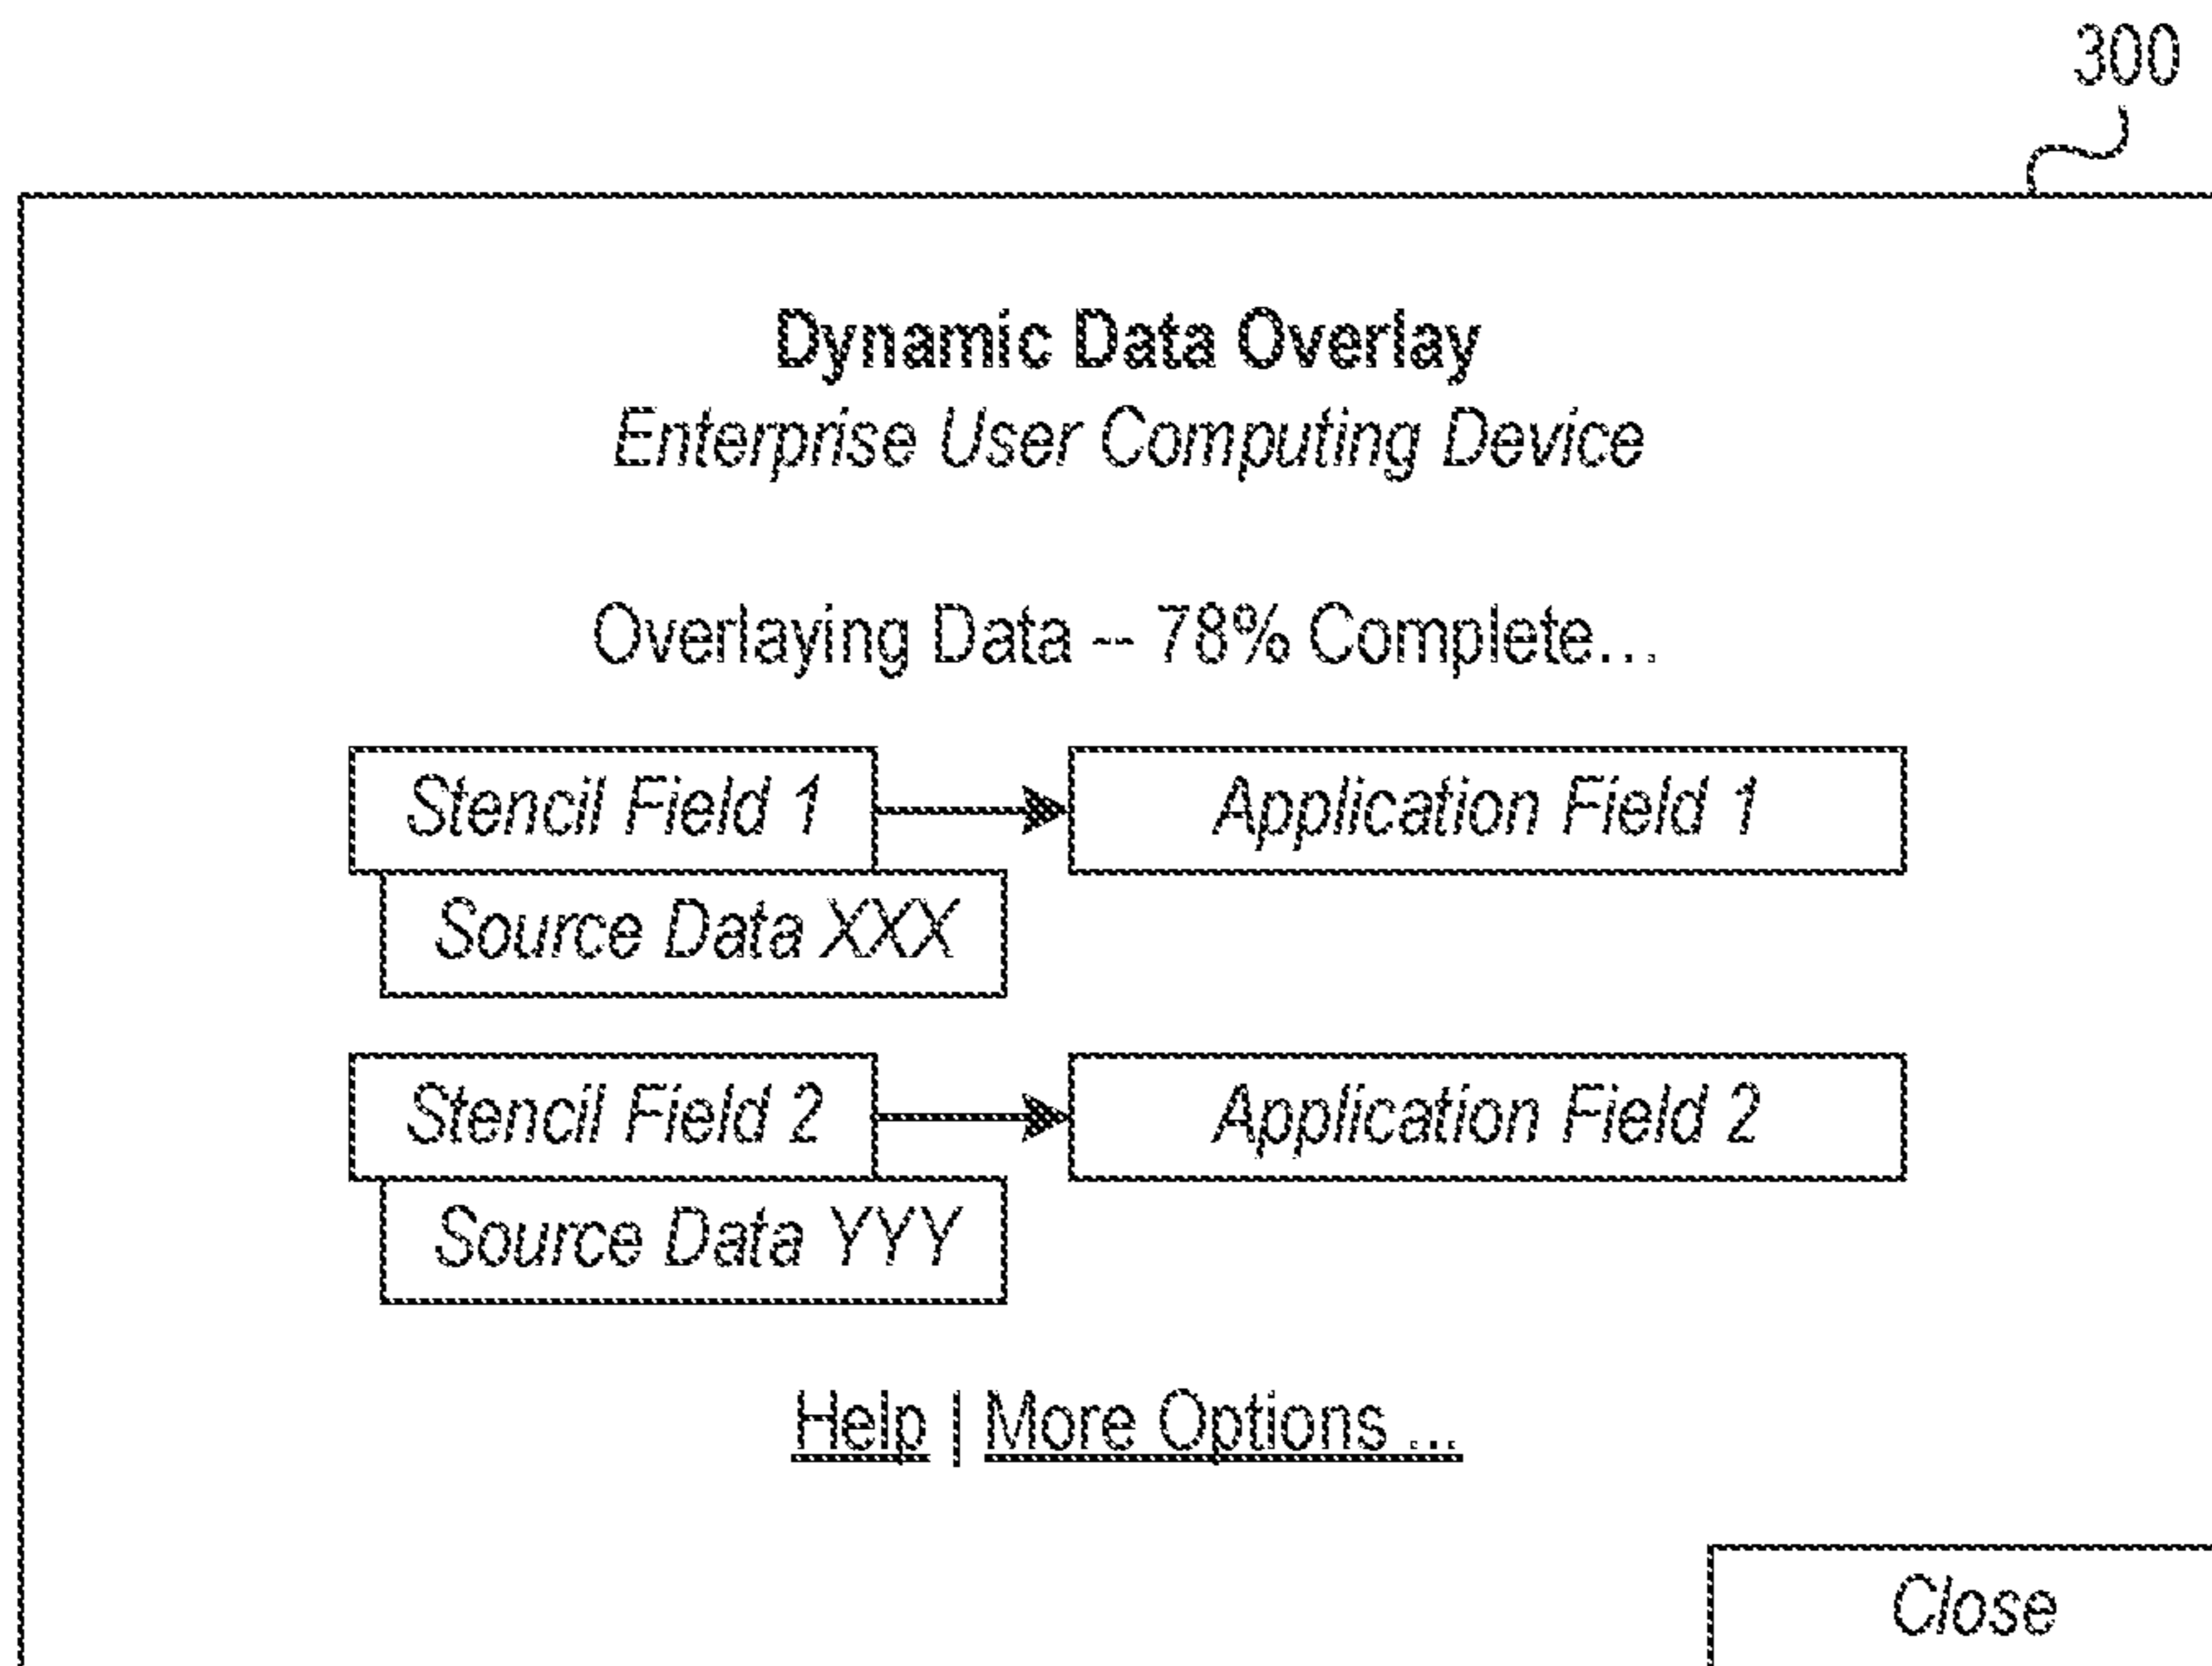 300
Dynamic Data Overlay
Enterprise User Computing Device
Overlaying Data -- 78% Complete...
Stencil Field 1
Application Field 1
Source Data XXX
Stencil Field 2
Application Field 2
Source Data YYY
Help | More Options ...
Close